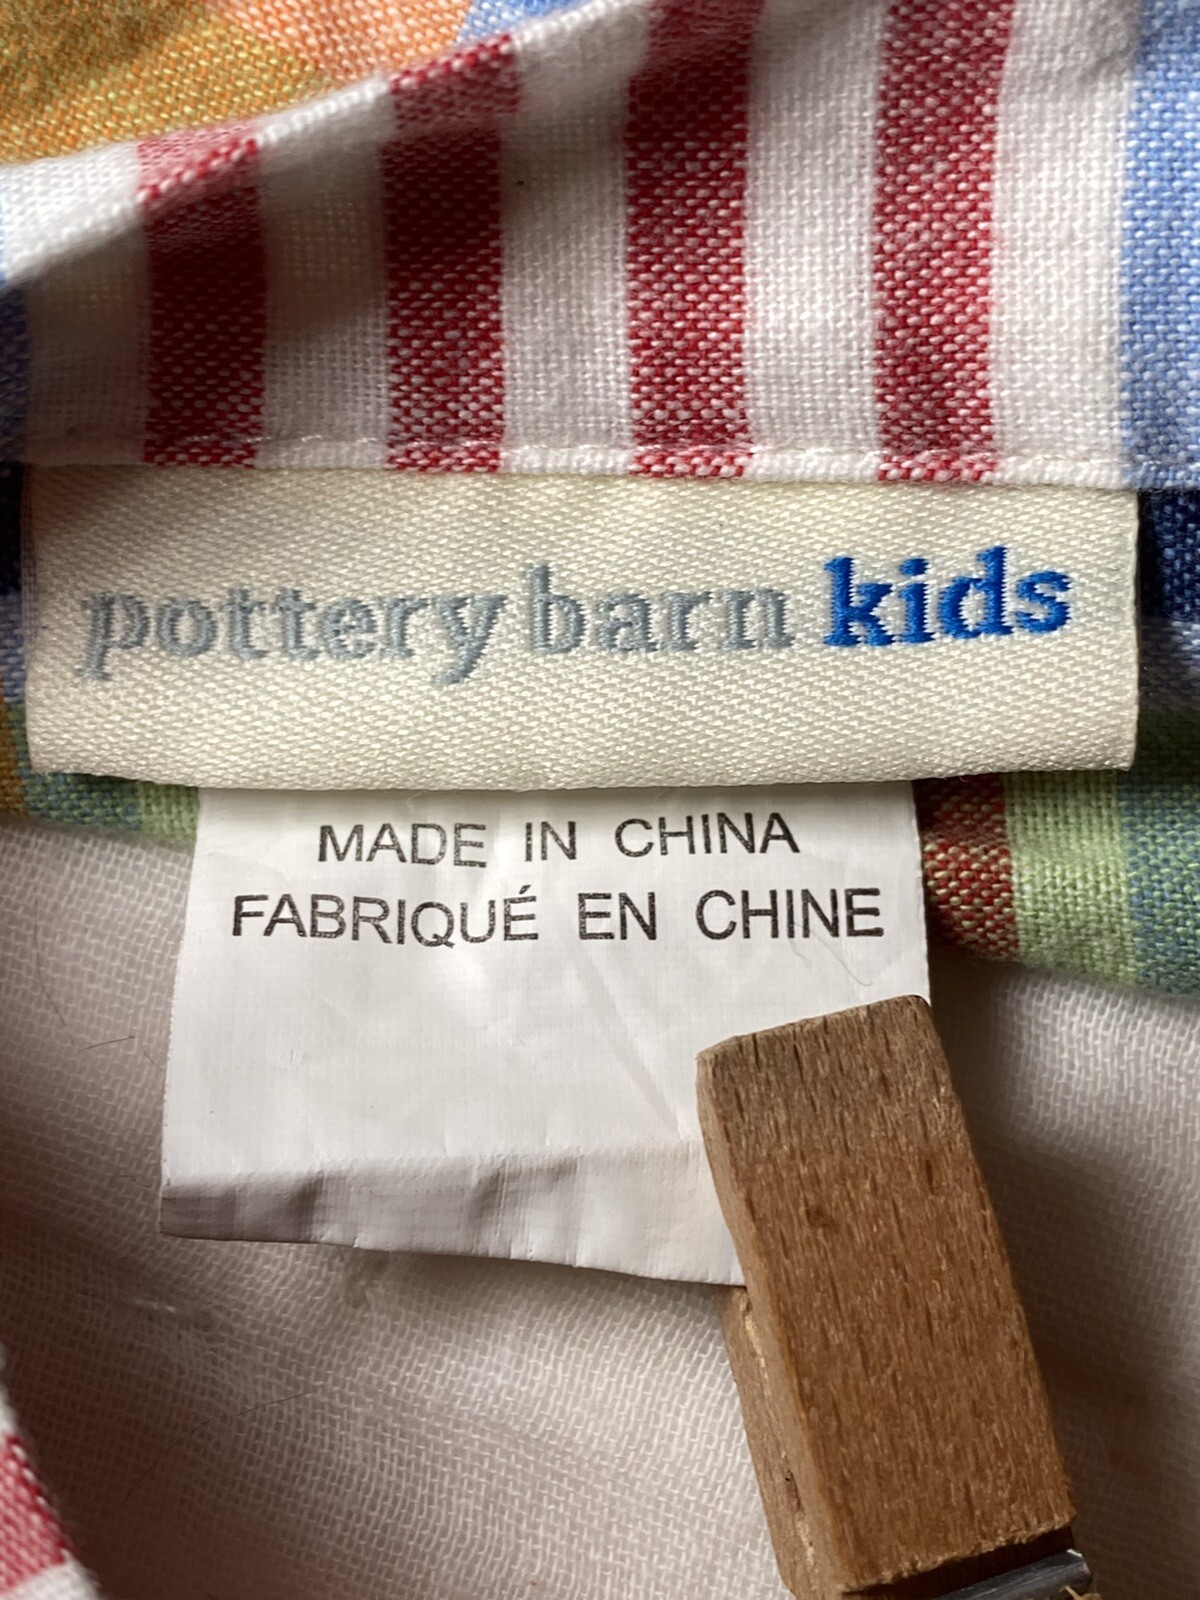 pottery barn kids
MADE IN CHINA
FABRIQUÉ EN CHINE